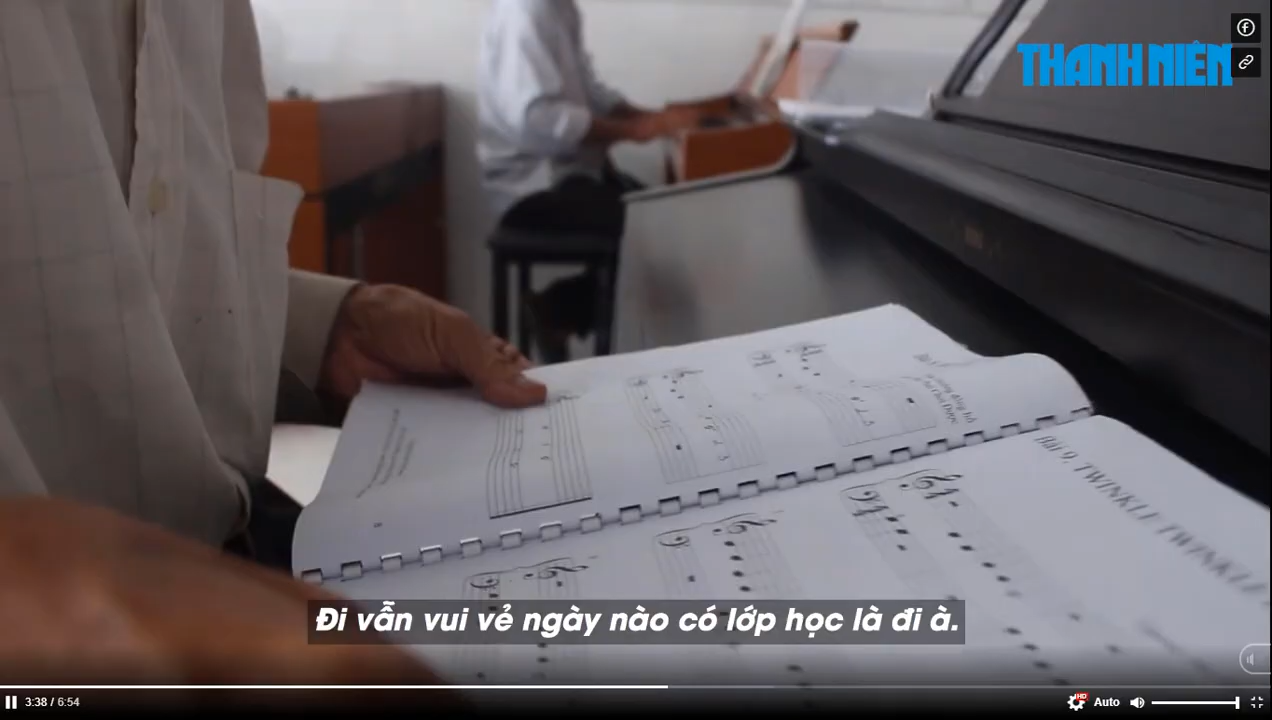 THANH NIÊN
Bài 9. TWINKLE TWINKLE
Đi vẫn vui vẻ ngày nào có lớp học là đi à.
3:38 / 6:54
HD
Auto